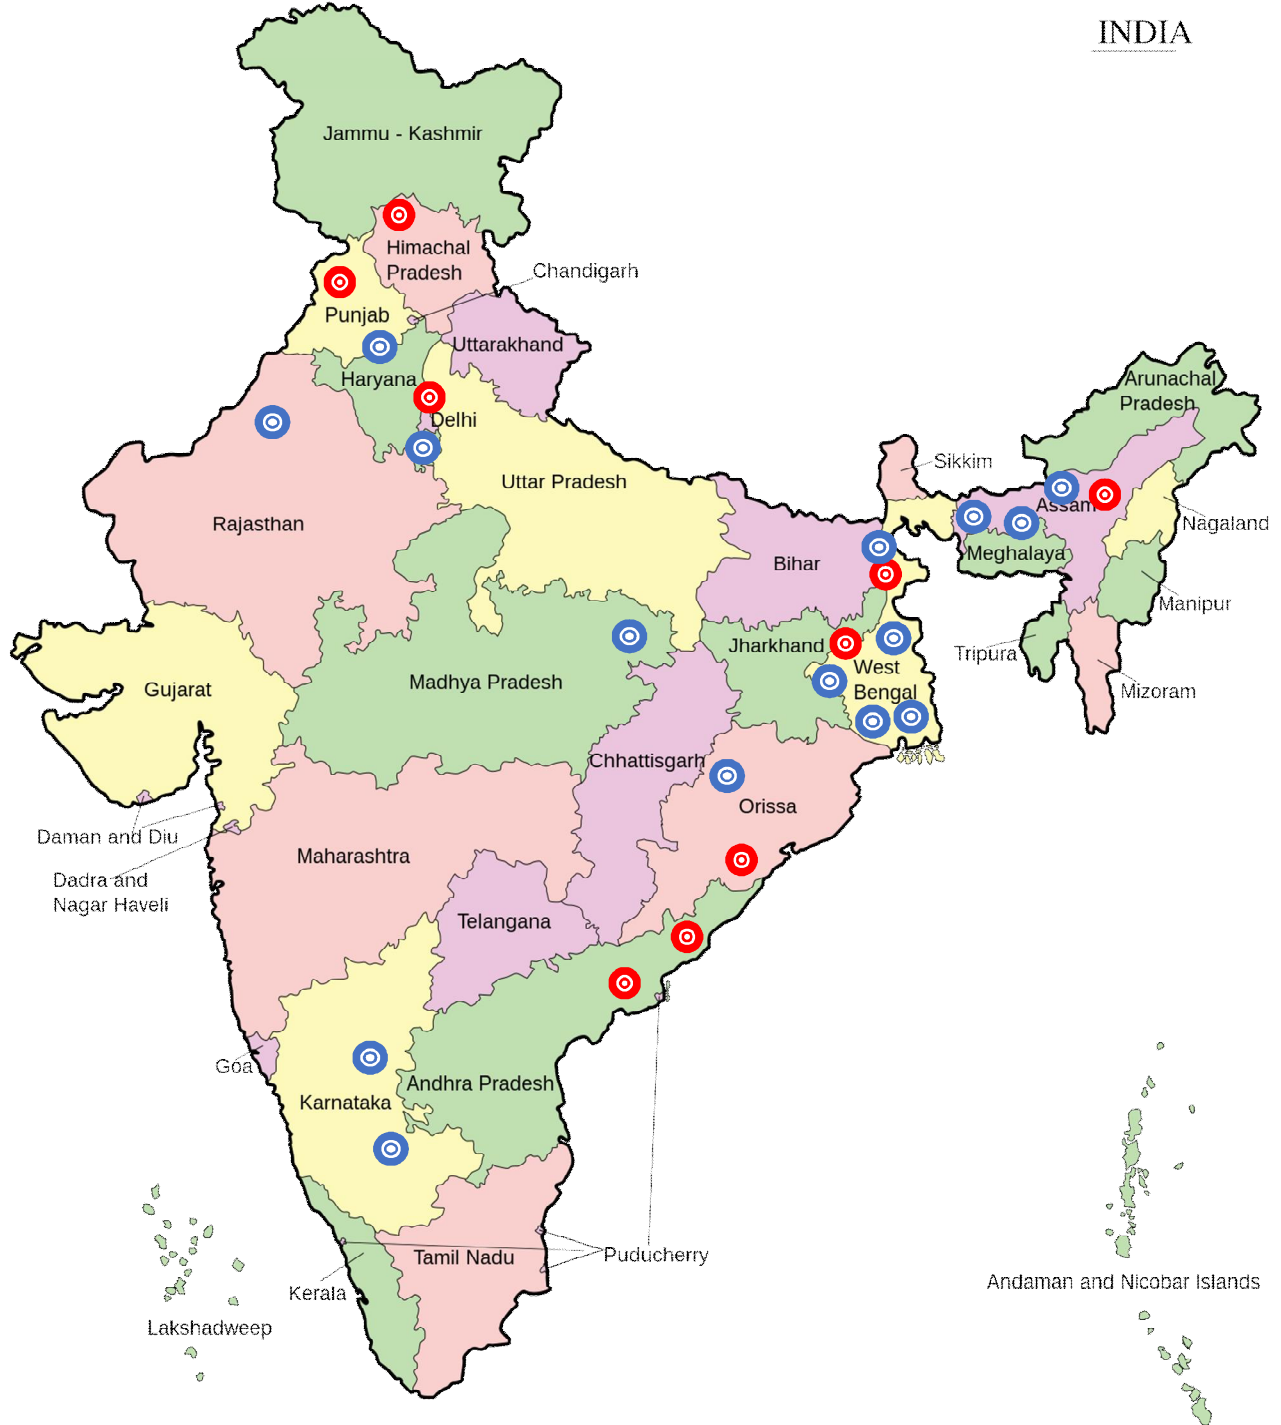 INDIA
Jammu - Kashmir
Himachal
Pradesh
Chandigarh
Punjab
Uttarakhand
Haryana
Delhi
Arunachal
Pradesh
Sikkim
Uttar Pradesh
Rajasthan
Assam
Nagaland
Meghalaya
Bihar
Manipur
Jharkhand
Tripura
West
Bengal
Gujarat
Madhya Pradesh
Mizoram
Chhattisgarh
Orissa
Daman and Diu
Maharashtra
Dadra and
Nagar Haveli
Telangana
Goa
Andhra Pradesh
Karnataka
Tamil Nadu
Puducherry
Kerala
Andaman and Nicobar Islands
Lakshadweep